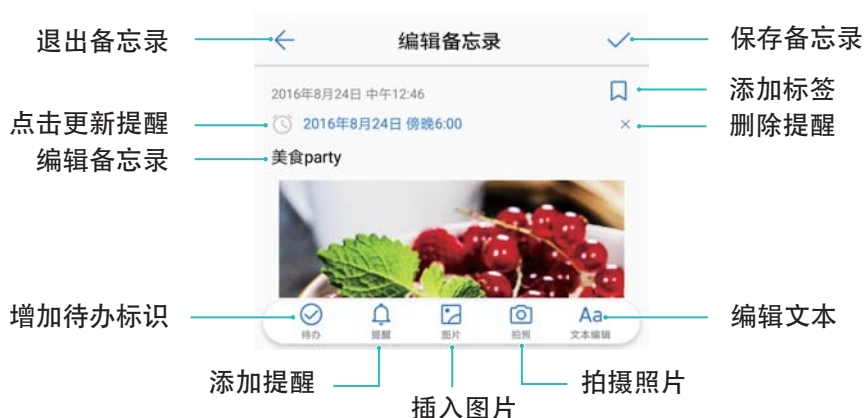 退出备忘录
编辑备忘录
保存备忘录
2016年8月24日 中午12:46
添加标签
点击更新提醒
2016年8月24日 傍晚6:00
删除提醒
编辑备忘录
美食party
增加待办标识
待办
提醒
图片
拍照
Aa
文本编辑
编辑文本
添加提醒
插入图片
拍摄照片